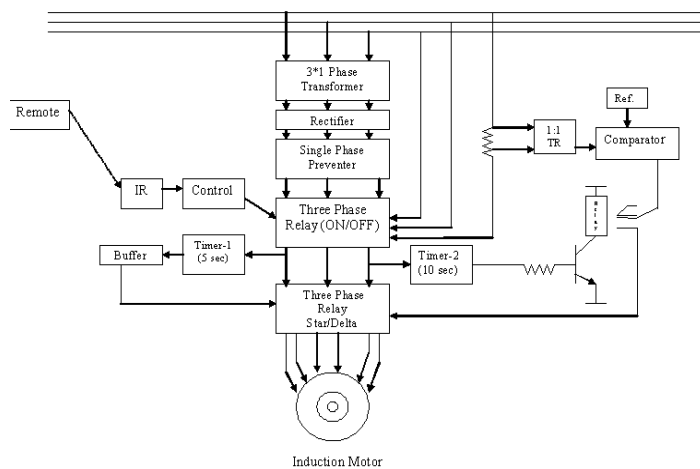 3*1 Phase
Transformer
Rectifier
Single Phase
Preventer
Remote
IR
Control
Three Phase
Relay (ON/OFF)
Ref.
1:1
TR
Comparator
Relay
Buffer
Timer-1
(5 sec)
Timer-2
(10 sec)
Three Phase
Relay
Star/Delta
Induction Motor